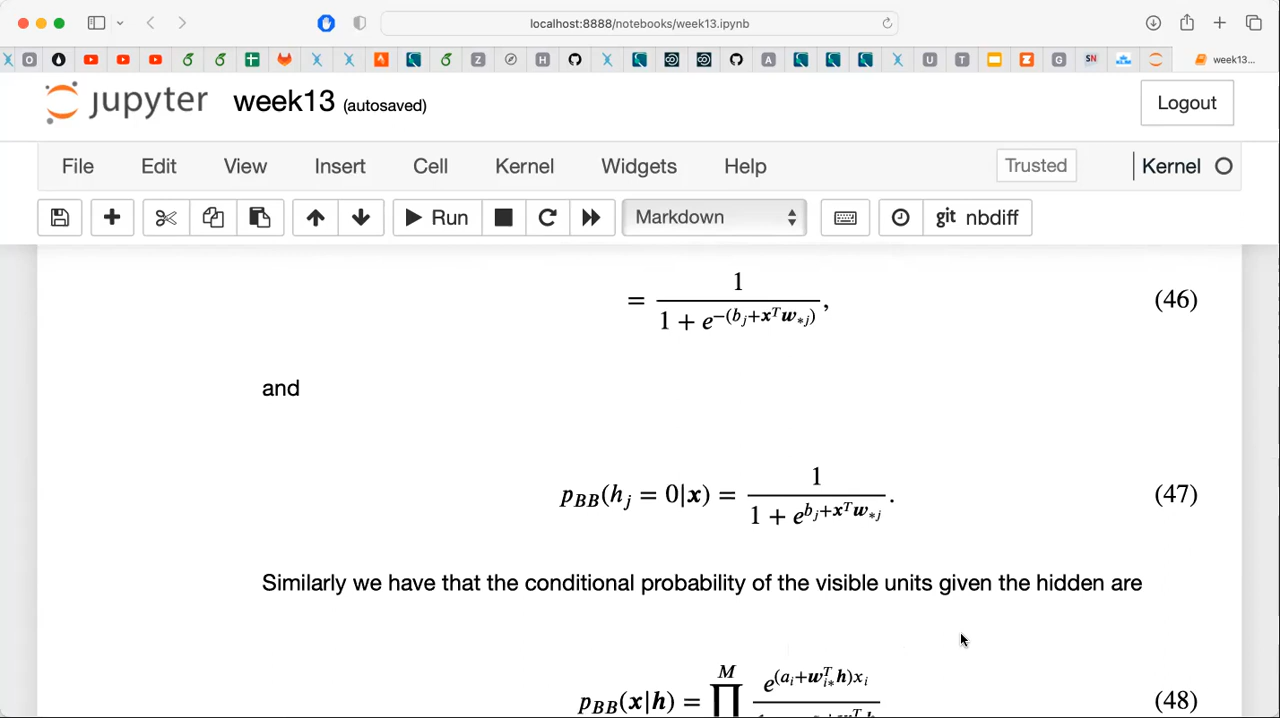 localhost:8888/notebooks/week13.ipynb
week13...
jupyter week13 (autosaved)
Logout
File Edit View Insert Cell Kernel Widgets Help Trusted Kernel
Run Markdown git nbdiff
= 1 / (1 + e^{-(b_j+x^T w_{*j})}), (46)
and
p_{BB}(h_j = 0|x) = 1 / (1 + e^{b_j+x^T w_{*j}}). (47)
Similarly we have that the conditional probability of the visible units given the hidden are
p_{BB}(x|h) = ∏^M e^{(a_i+w_{i*}^T h)x_i} (48)